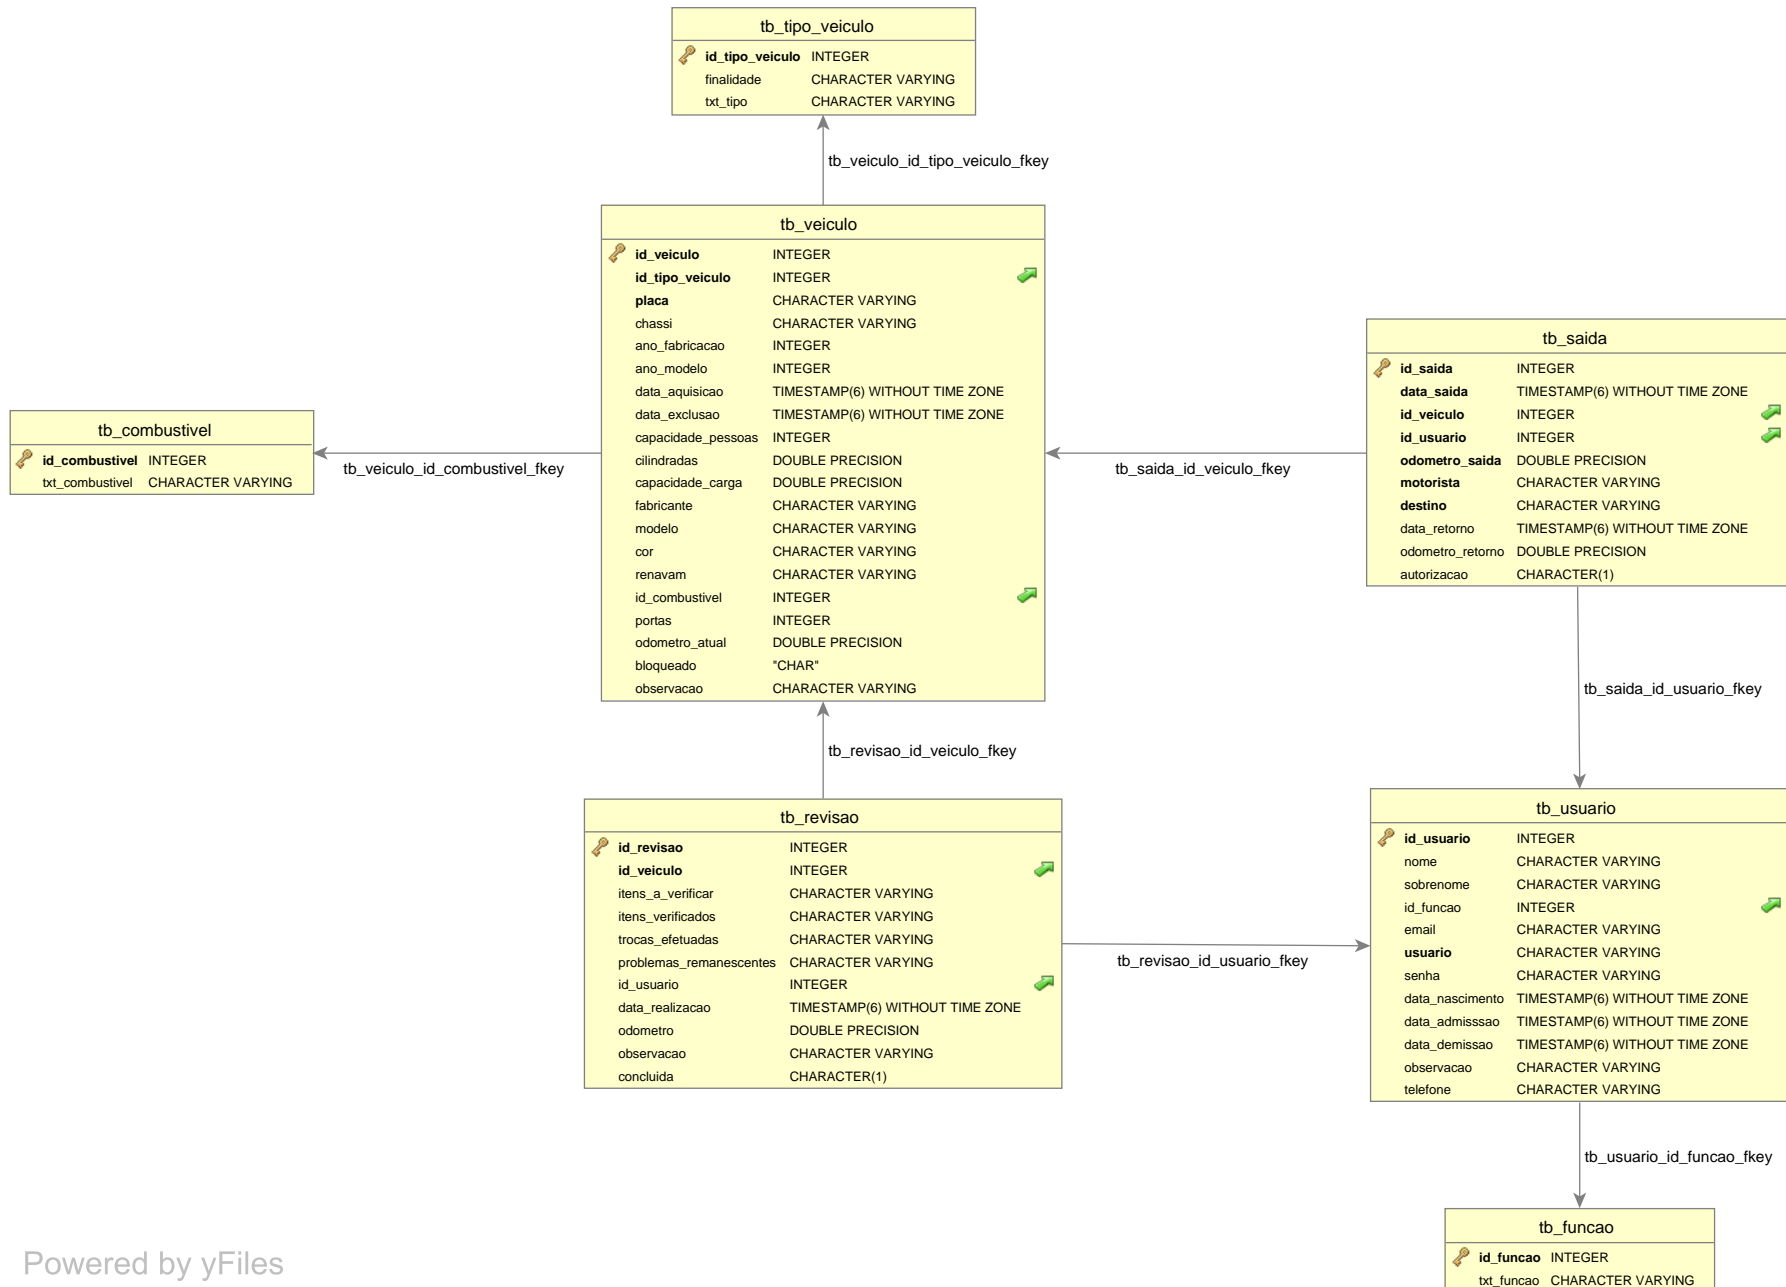 tb_tipo_veiculo
id_tipo_veiculo INTEGER
finalidade CHARACTER VARYING
txt_tipo CHARACTER VARYING
tb_veiculo_id_tipo_veiculo_fkey
tb_veiculo
id_veiculo INTEGER
id_tipo_veiculo INTEGER
placa CHARACTER VARYING
chassi CHARACTER VARYING
ano_fabricacao INTEGER
ano_modelo INTEGER
data_aquisicao TIMESTAMP(6) WITHOUT TIME ZONE
data_exclusao TIMESTAMP(6) WITHOUT TIME ZONE
capacidade_pessoas INTEGER
cilindradas DOUBLE PRECISION
capacidade_carga DOUBLE PRECISION
fabricante CHARACTER VARYING
modelo CHARACTER VARYING
cor CHARACTER VARYING
renavam CHARACTER VARYING
id_combustivel INTEGER
portas INTEGER
odometro_atual DOUBLE PRECISION
bloqueado "CHAR"
observacao CHARACTER VARYING
tb_combustivel
id_combustivel INTEGER
txt_combustivel CHARACTER VARYING
tb_veiculo_id_combustivel_fkey
tb_saida_id_veiculo_fkey
tb_saida
id_saida INTEGER
data_saida TIMESTAMP(6) WITHOUT TIME ZONE
id_veiculo INTEGER
id_usuario INTEGER
odometro_saida DOUBLE PRECISION
motorista CHARACTER VARYING
destino CHARACTER VARYING
data_retorno TIMESTAMP(6) WITHOUT TIME ZONE
odometro_retorno DOUBLE PRECISION
autorizacao CHARACTER(1)
tb_saida_id_usuario_fkey
tb_revisao_id_veiculo_fkey
tb_revisao
id_revisao INTEGER
id_veiculo INTEGER
itens_a_verificar CHARACTER VARYING
itens_verificados CHARACTER VARYING
trocas_efetuadas CHARACTER VARYING
problemas_remanescentes CHARACTER VARYING
id_usuario INTEGER
data_realizacao TIMESTAMP(6) WITHOUT TIME ZONE
odometro DOUBLE PRECISION
observacao CHARACTER VARYING
concluida CHARACTER(1)
tb_revisao_id_usuario_fkey
tb_usuario
id_usuario INTEGER
nome CHARACTER VARYING
sobrenome CHARACTER VARYING
id_funcao INTEGER
email CHARACTER VARYING
usuario CHARACTER VARYING
senha CHARACTER VARYING
data_nascimento TIMESTAMP(6) WITHOUT TIME ZONE
data_admisssao TIMESTAMP(6) WITHOUT TIME ZONE
data_demissao TIMESTAMP(6) WITHOUT TIME ZONE
observacao CHARACTER VARYING
telefone CHARACTER VARYING
tb_usuario_id_funcao_fkey
tb_funcao
id_funcao INTEGER
txt_funcao CHARACTER VARYING
Powered by yFiles